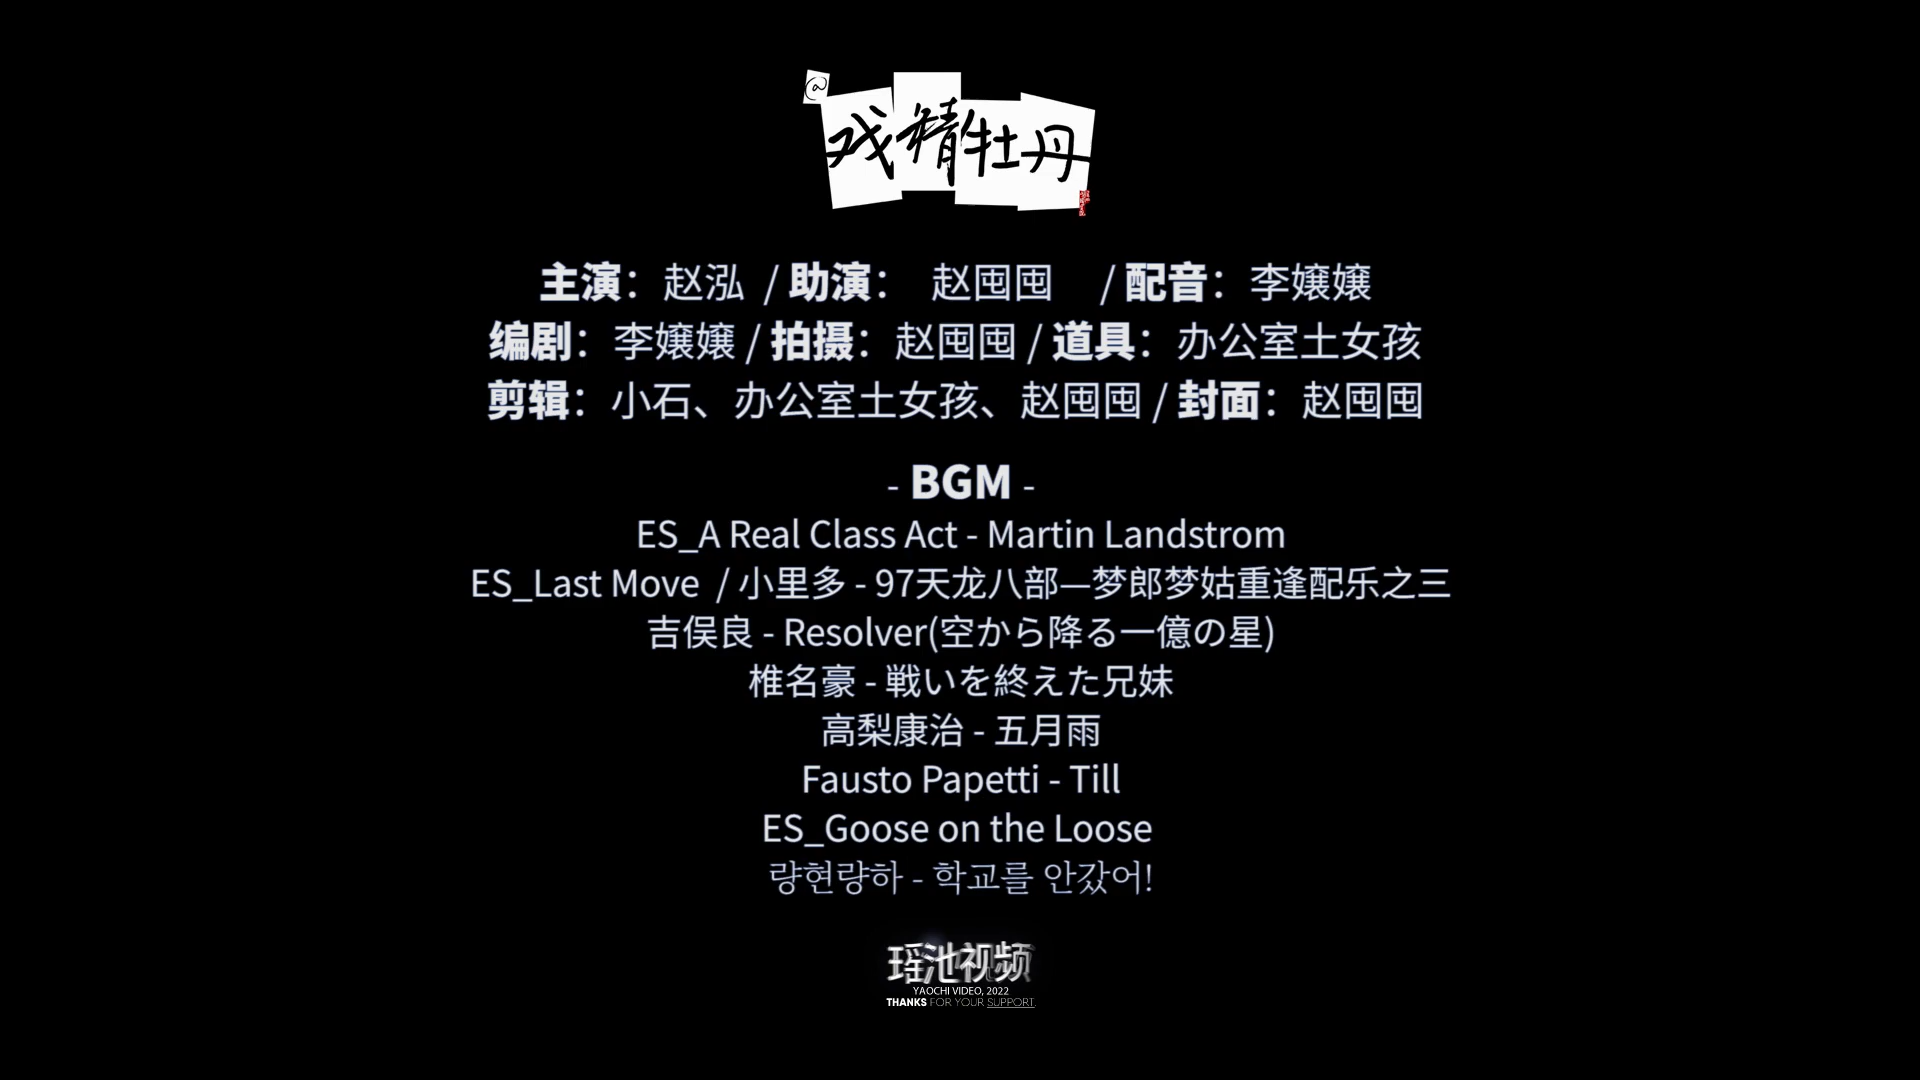 @戏精牡丹
主演：赵泓 / 助演： 赵囤囤 / 配音：李孃孃
编剧：李孃孃 / 拍摄：赵囤囤 / 道具：办公室土女孩
剪辑：小石、办公室土女孩、赵囤囤 / 封面：赵囤囤
- BGM -
ES_A Real Class Act - Martin Landstrom
ES_Last Move / 小里多 - 97天龙八部—梦郎梦姑重逢配乐之三
吉俣良 - Resolver(空から降る一億の星)
椎名豪 - 戦いを終えた兄妹
高梨康治 - 五月雨
Fausto Papetti - Till
ES_Goose on the Loose
량현량하 - 학교를 안갔어!
瑶池视频
YAOCHI VIDEO, 2022
THANKS FOR YOUR SUPPORT.